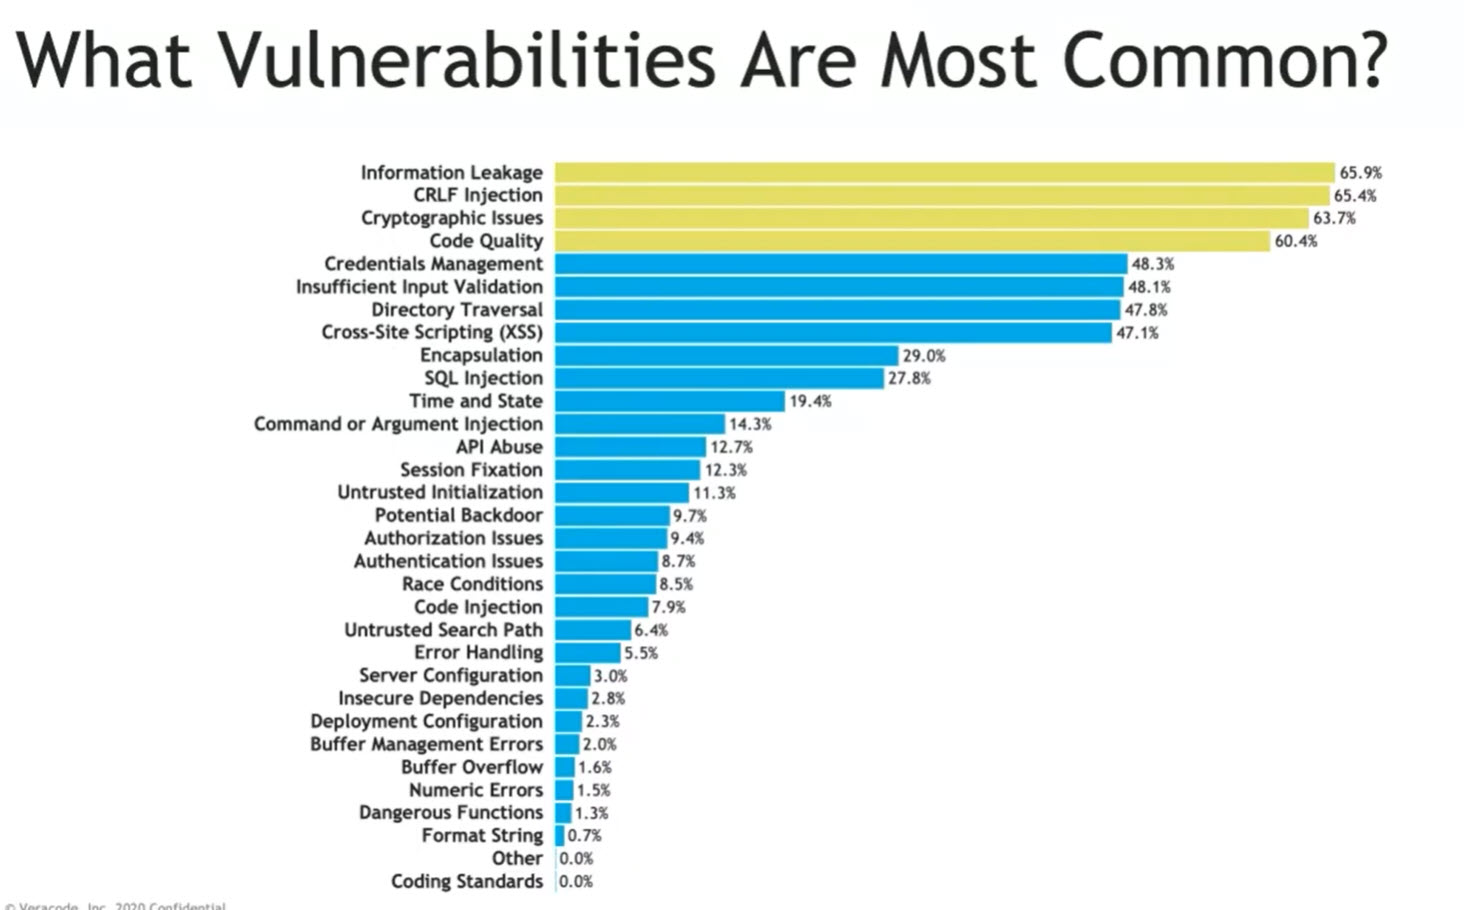 What Vulnerabilities Are Most Common?
Information Leakage 65.9%
CRLF Injection 65.4%
Cryptographic Issues 63.7%
Code Quality 60.4%
Credentials Management 48.3%
Insufficient Input Validation 48.1%
Directory Traversal 47.8%
Cross-Site Scripting (XSS) 47.1%
Encapsulation 29.0%
SQL Injection 27.8%
Time and State 19.4%
Command or Argument Injection 14.3%
API Abuse 12.7%
Session Fixation 12.3%
Untrusted Initialization 11.3%
Potential Backdoor 9.7%
Authorization Issues 9.4%
Authentication Issues 8.7%
Race Conditions 8.5%
Code Injection 7.9%
Untrusted Search Path 6.4%
Error Handling 5.5%
Server Configuration 3.0%
Insecure Dependencies 2.8%
Deployment Configuration 2.3%
Buffer Management Errors 2.0%
Buffer Overflow 1.6%
Numeric Errors 1.5%
Dangerous Functions 1.3%
Format String 0.7%
Other 0.0%
Coding Standards 0.0%
© Veracode, Inc. 2020 Confidential